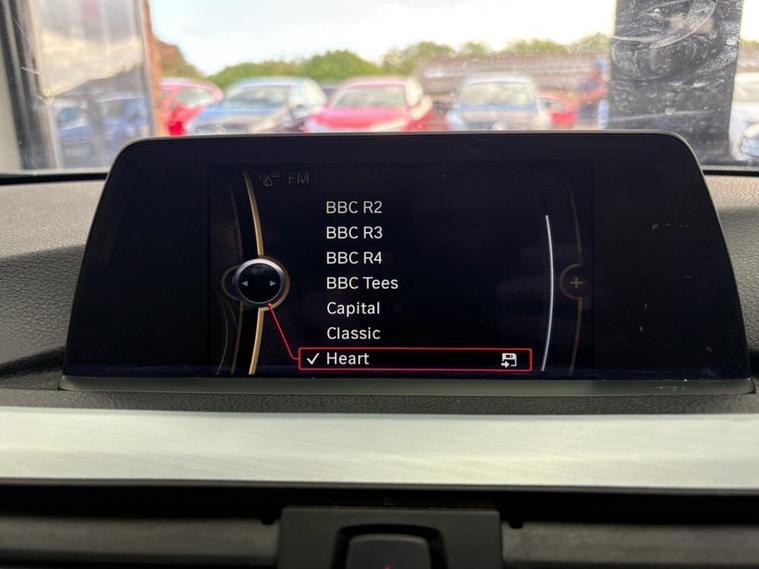 FM
BBC R2
BBC R3
BBC R4
BBC Tees
Capital
Classic
Heart